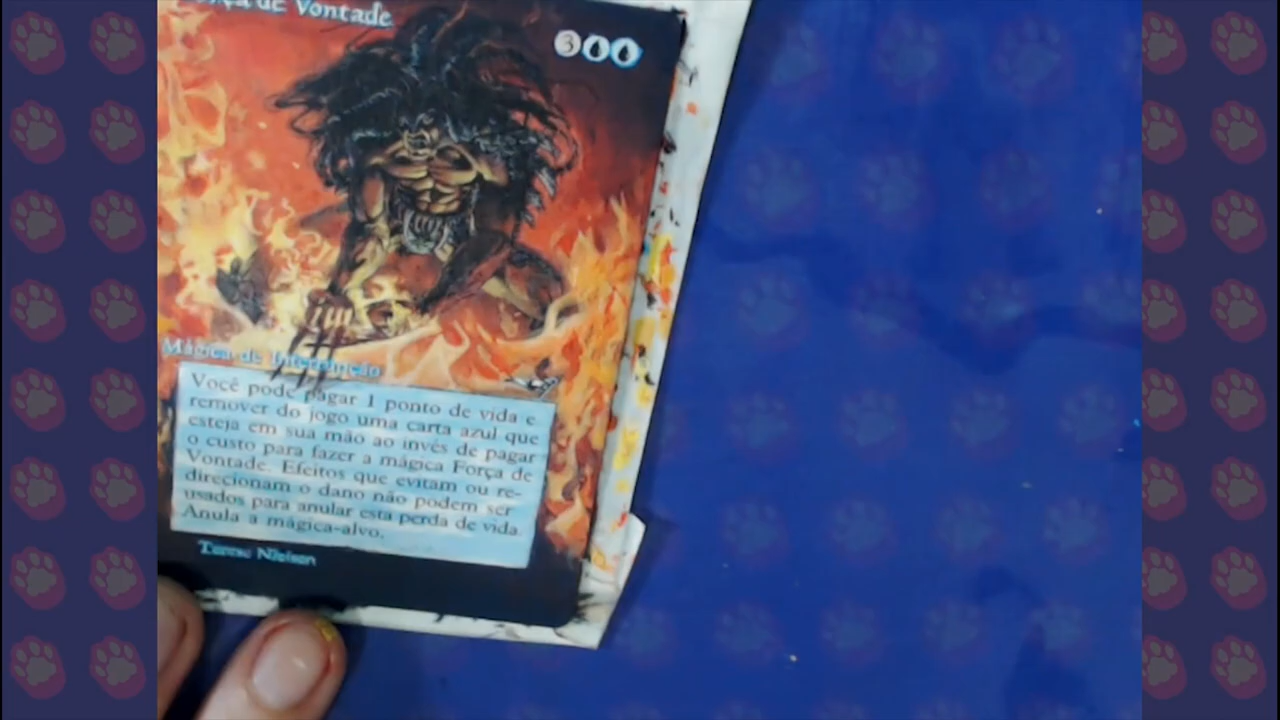 ça de Vontade
3
Mágica de Interrupção
Você pode pagar 1 ponto de vida e
remover do jogo uma carta azul que
esteja em sua mão ao invés de pagar
o custo para fazer a mágica Força de
Vontade. Efeitos que evitam ou re-
direcionam o dano não podem ser
usados para anular esta perda de vida.
Anula a mágica-alvo.
Terese Nielsen